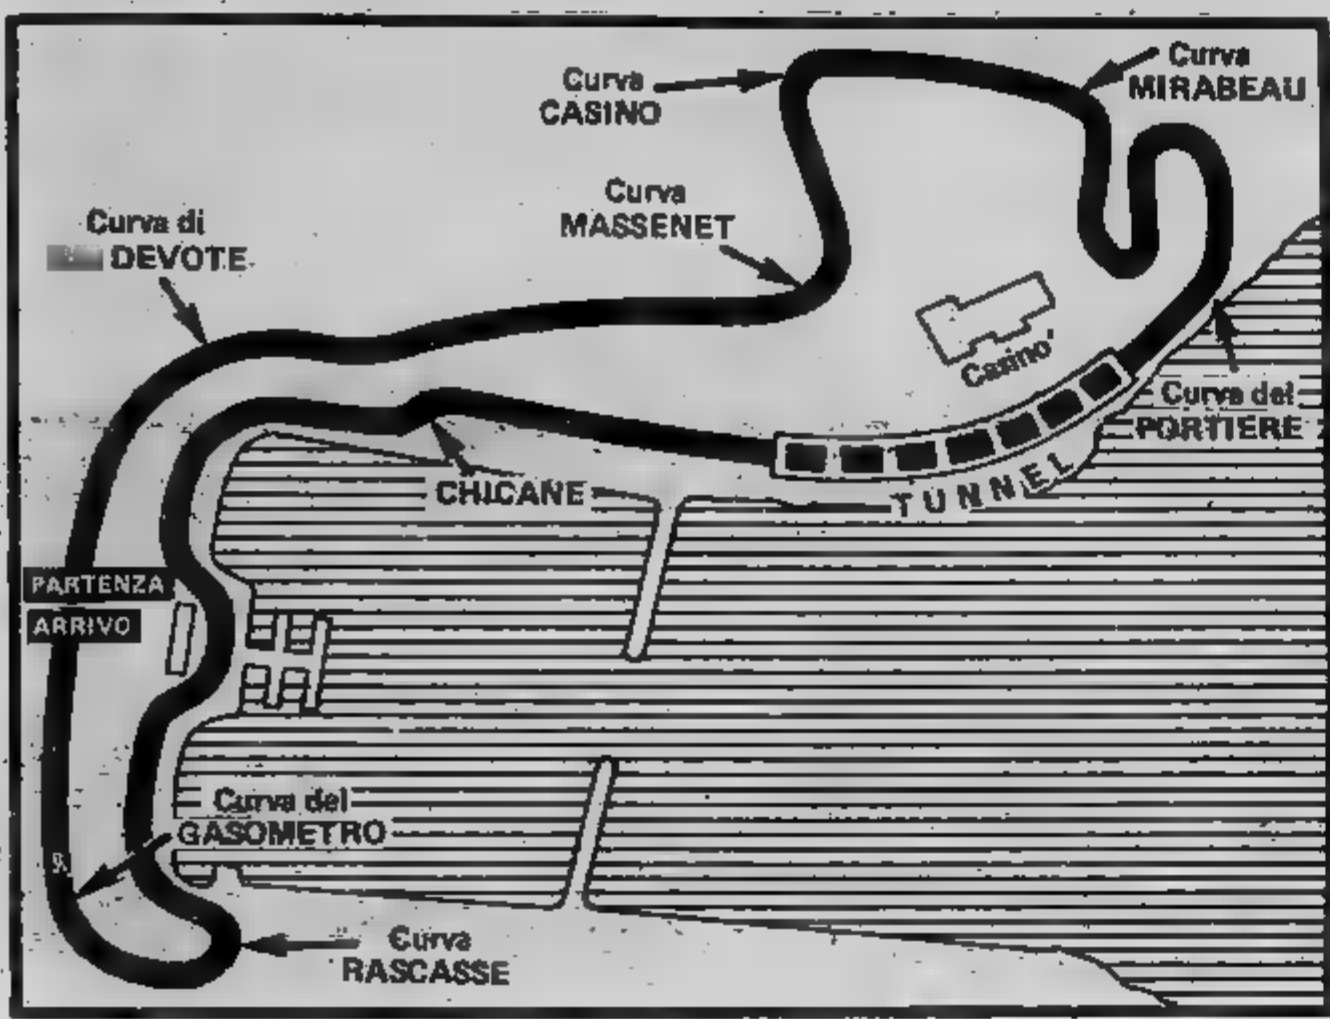 Curva
MIRABEAU
Curva
CASINO
Curva
MASSENET
Curva di
DEVOTE
Casino'
Curva del
PORTIERE
CHICANE
TUNNEL
PARTENZA
ARRIVO
Curva del
GASOMETRO
Curva
RASCASSE